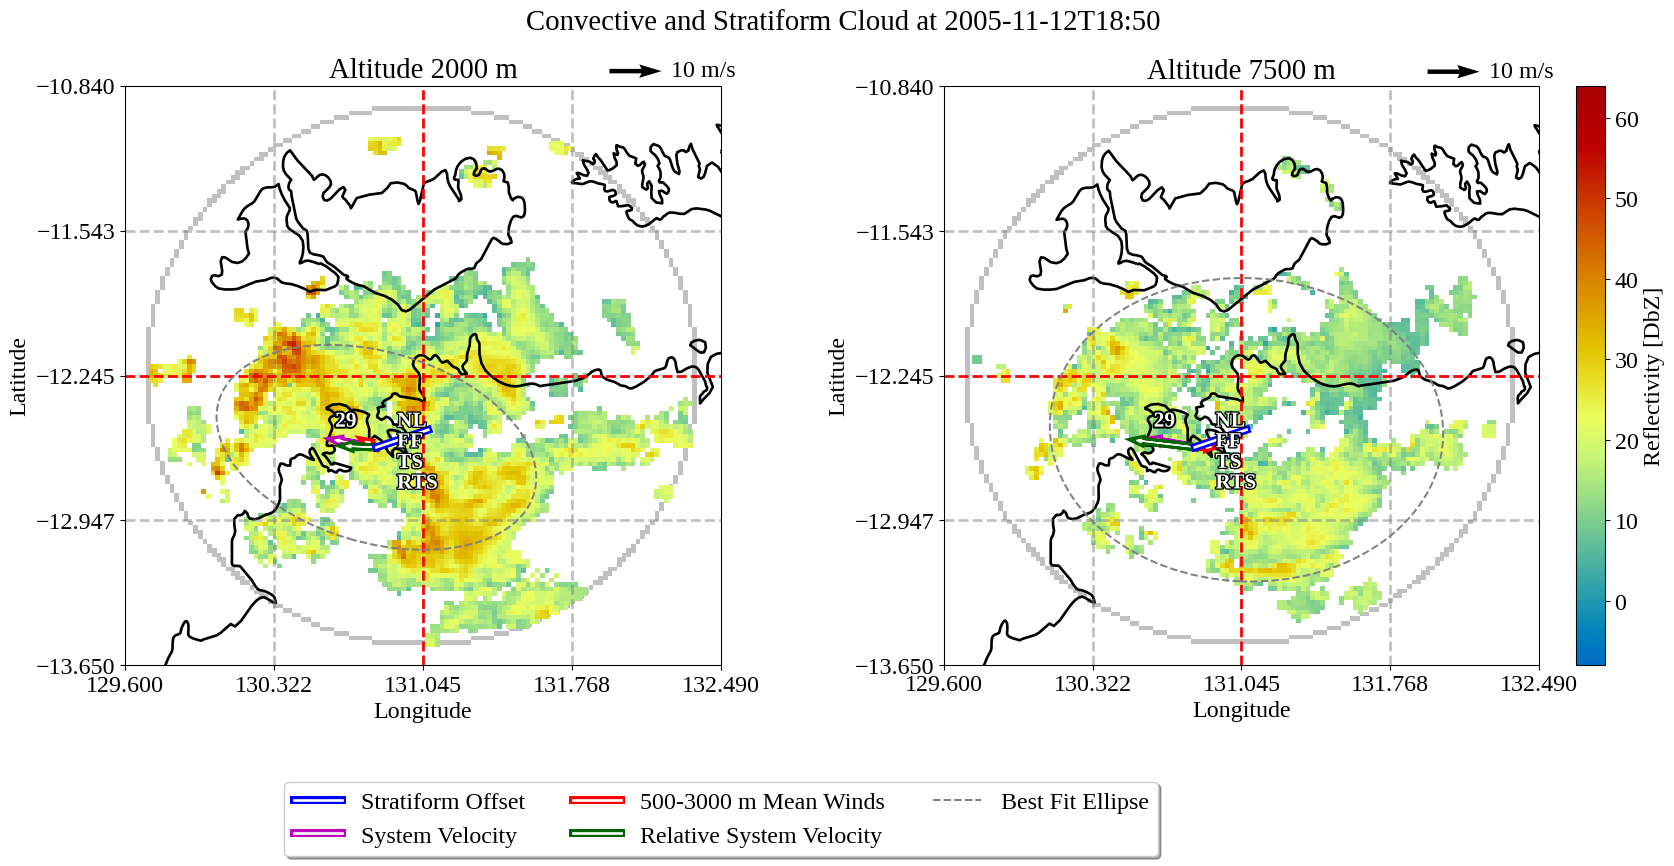 Convective and Stratiform Cloud at 2005-11-12T18:50
Altitude 2000 m
10 m/s
−10.840
−11.543
−12.245
−12.947
−13.650
129.600
130.322
131.045
131.768
132.490
Latitude
Longitude
29
NL
FF
TS
RTS
Altitude 7500 m
10 m/s
−10.840
−11.543
−12.245
−12.947
−13.650
129.600
130.322
131.045
131.768
132.490
Latitude
Longitude
29
NL
FF
TS
RTS
60
50
40
30
20
10
0
Reflectivity [DbZ]
Stratiform Offset
System Velocity
500-3000 m Mean Winds
Relative System Velocity
Best Fit Ellipse